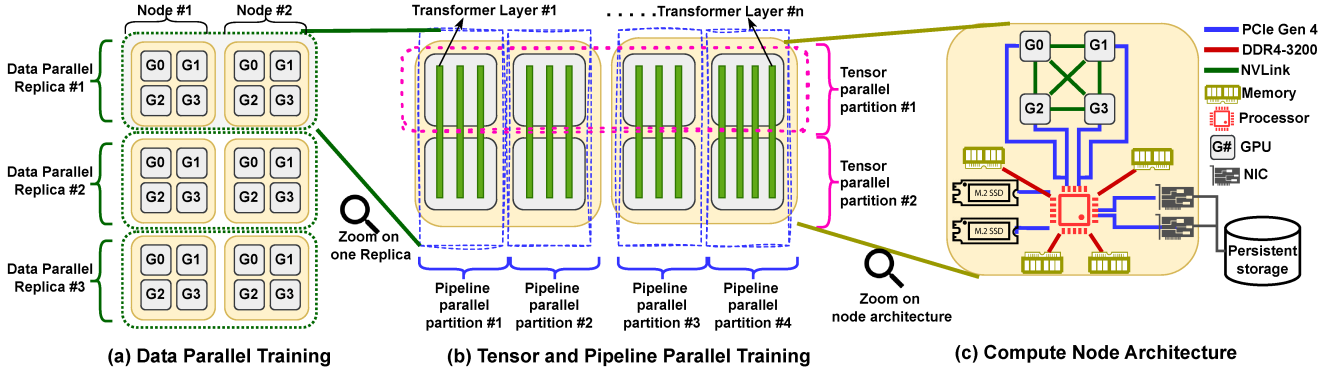 Node #1
Node #2
Data Parallel
Replica #1
G0
G1
G0
G1
G2
G3
G2
G3
Data Parallel
Replica #2
G0
G1
G0
G1
G2
G3
G2
G3
Data Parallel
Replica #3
G0
G1
G0
G1
G2
G3
G2
G3
Zoom on
one Replica
(a) Data Parallel Training
Transformer Layer #1
. . . . .
Transformer Layer #n
Tensor
parallel
partition #1
Tensor
parallel
partition #2
Pipeline
parallel
partition #1
Pipeline
parallel
partition #2
Pipeline
parallel
partition #3
Pipeline
parallel
partition #4
(b) Tensor and Pipeline Parallel Training
Zoom on
node architecture
G0
G1
G2
G3
M.2 SSD
M.2 SSD
PCIe Gen 4
DDR4-3200
NVLink
Memory
Processor
G#
GPU
NIC
Persistent
storage
(c) Compute Node Architecture